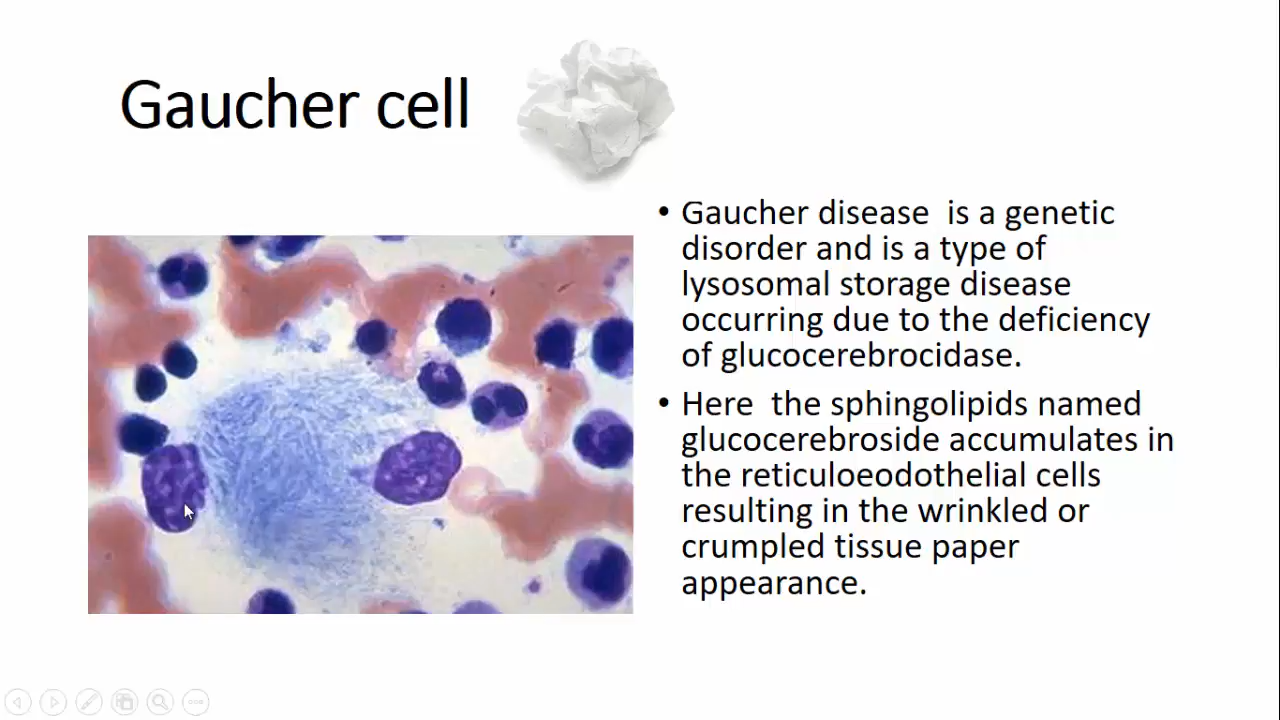 Gaucher cell
• Gaucher disease  is a genetic
disorder and is a type of
lysosomal storage disease
occurring due to the deficiency
of glucocerebrocidase.
• Here  the sphingolipids named
glucocerebroside accumulates in
the reticuloeodothelial cells
resulting in the wrinkled or
crumpled tissue paper
appearance.